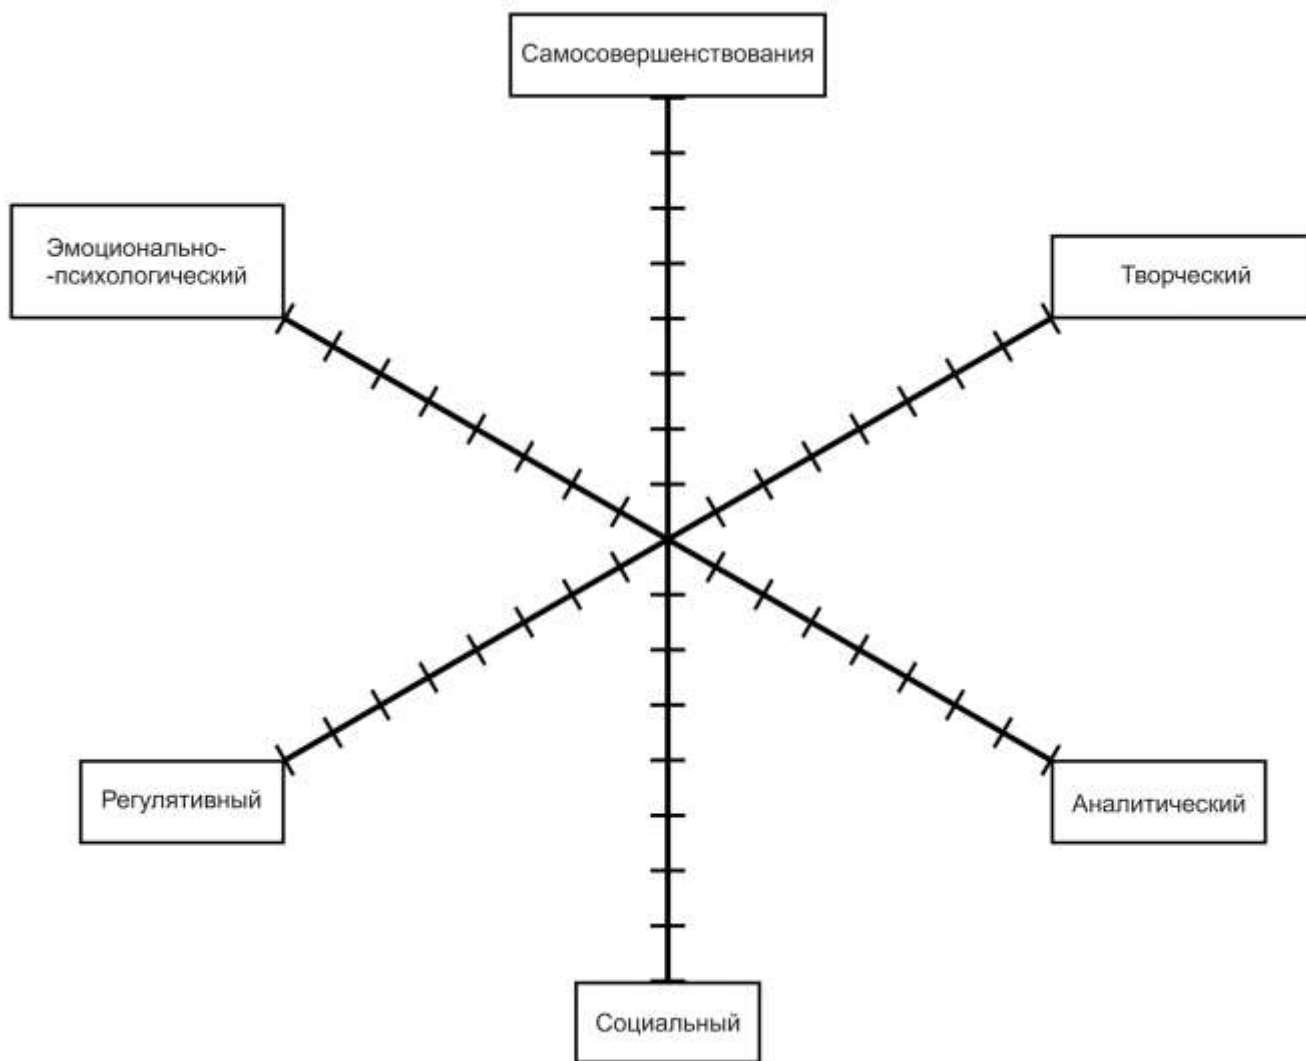 Самосовершенствования
Эмоционально-
-психологический
Творческий
Регулятивный
Аналитический
Социальный